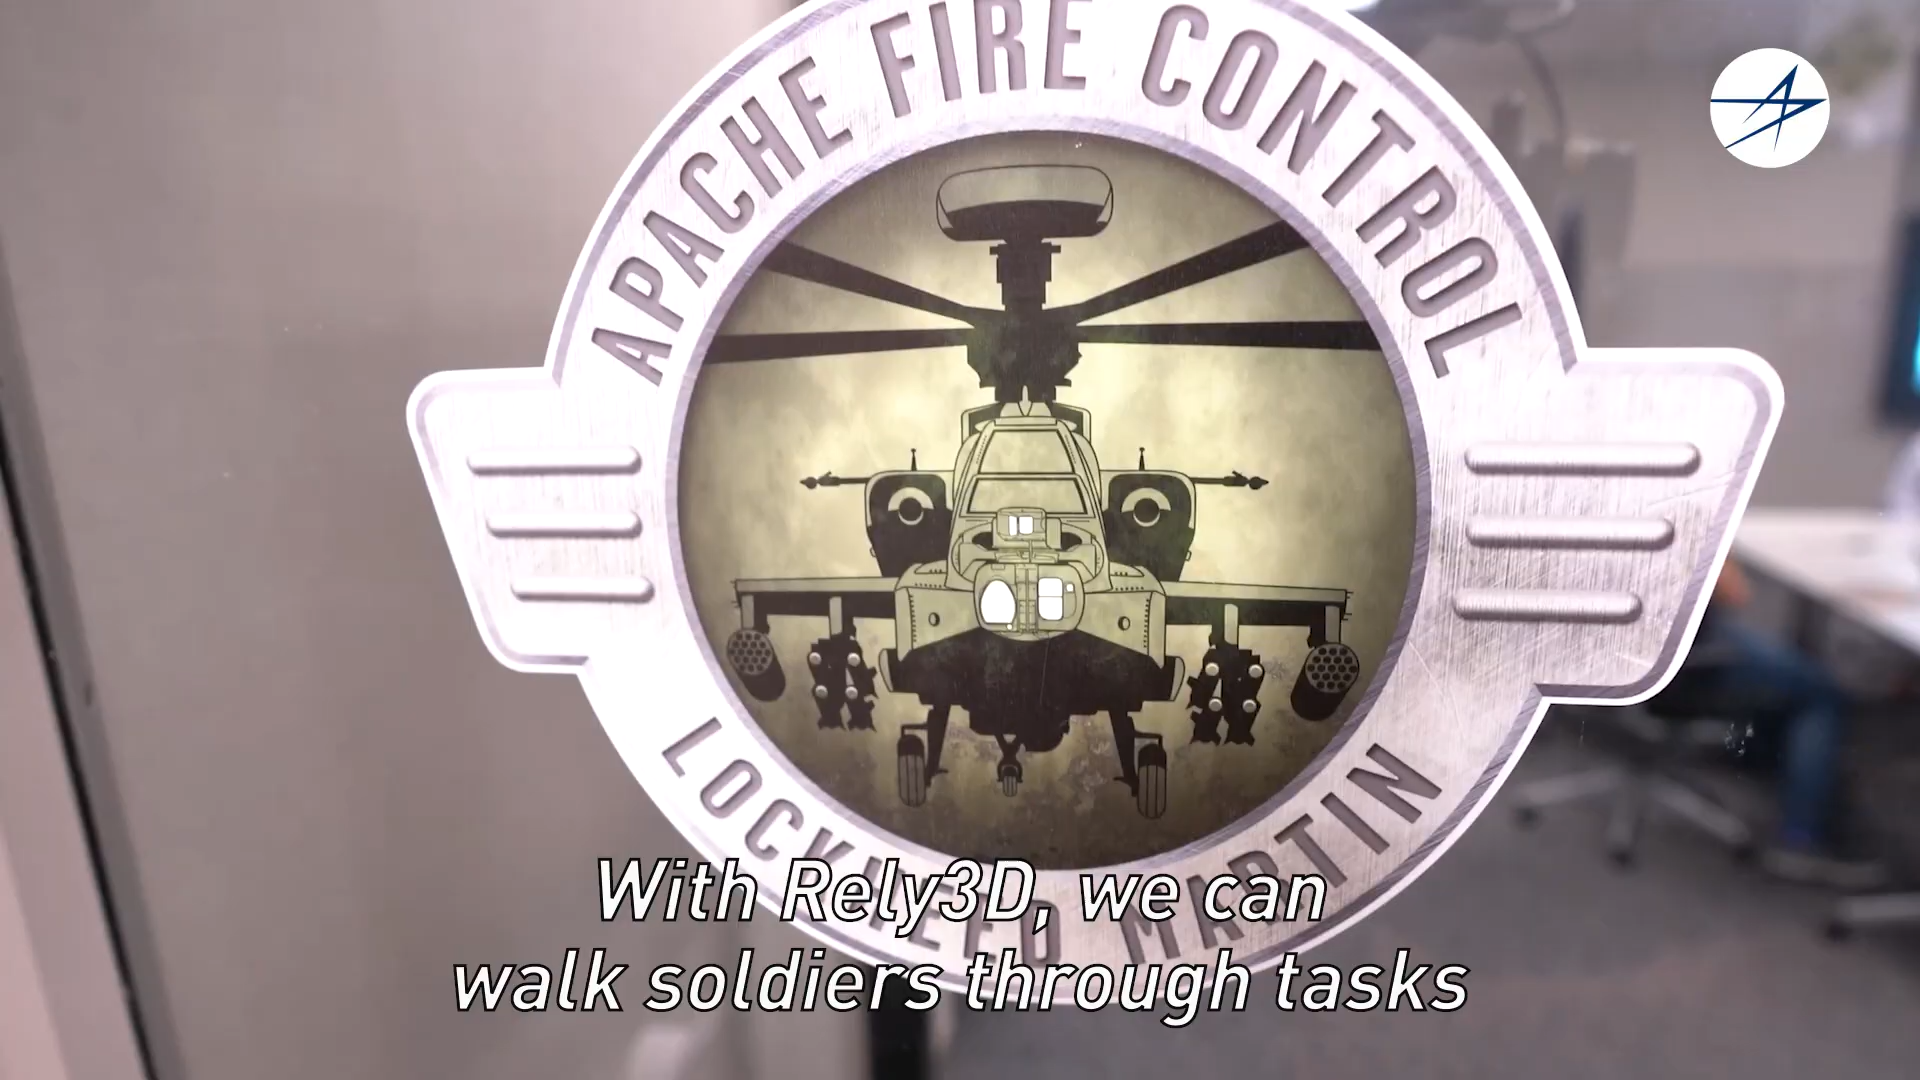 APACHE FIRE CONTROL
LOCKHEED MARTIN
With Rely3D, we can
walk soldiers through tasks